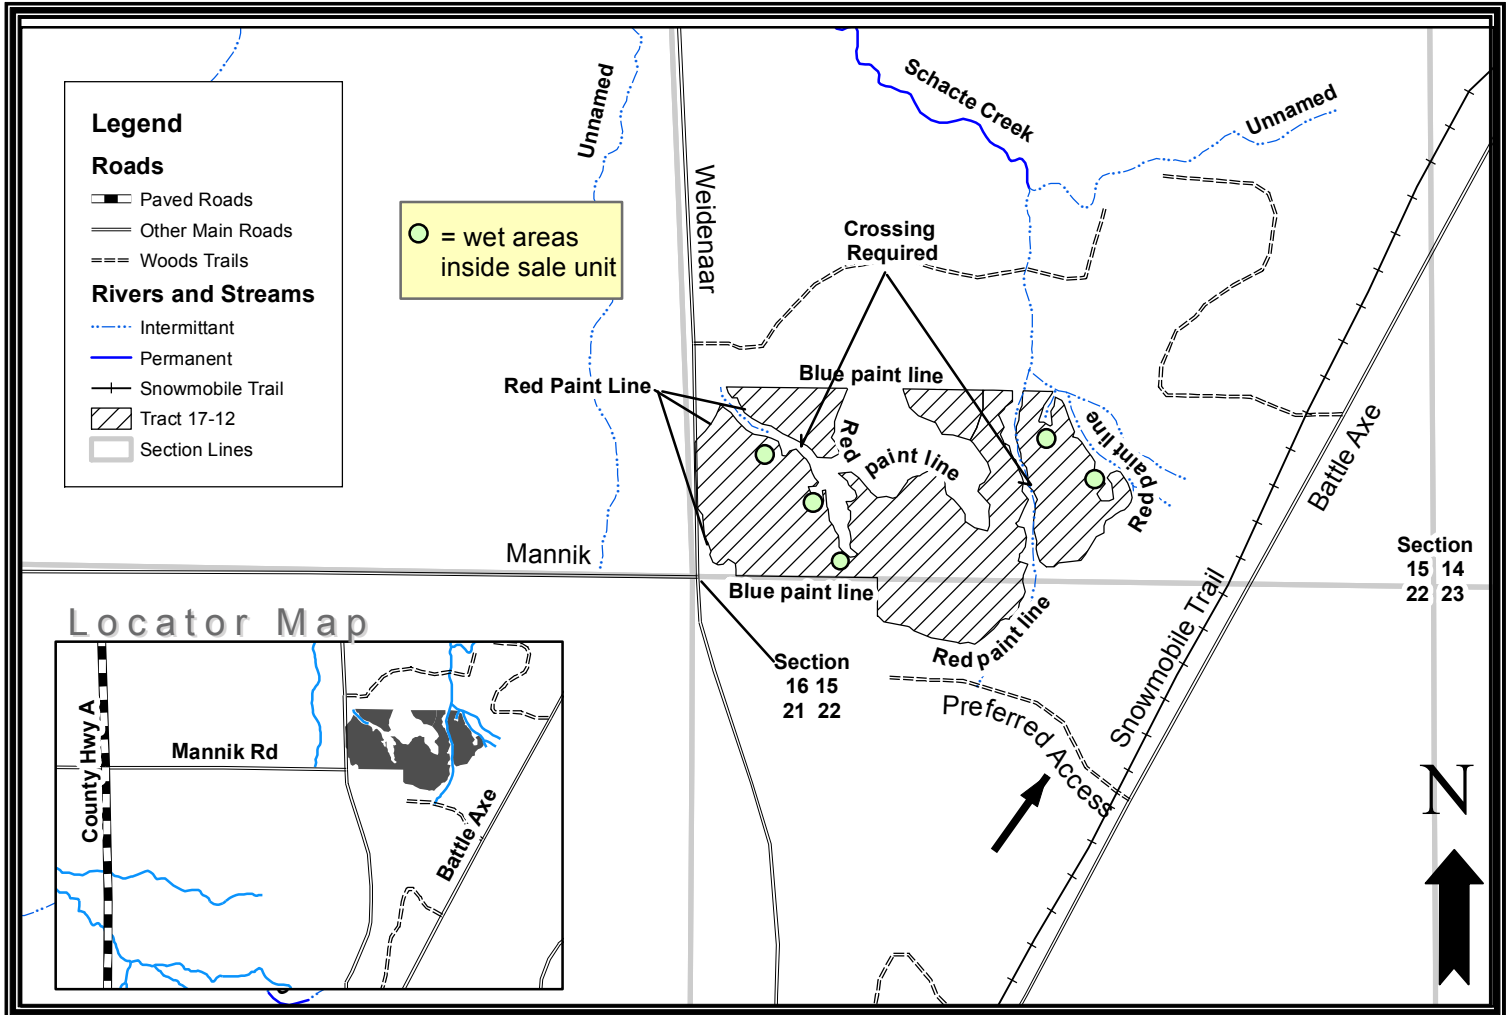 Legend
Roads
Paved Roads
Other Main Roads
Woods Trails
Rivers and Streams
Intermittant
Permanent
Snowmobile Trail
Tract 17-12
Section Lines
= wet areas
inside sale unit
Unnamed
Weidenaar
Schacte Creek
Unnamed
Crossing
Required
Red Paint Line
Blue paint line
Red
paint line
Red paint line
Battle Axe
Mannik
Blue paint line
Red paint line
Section
15 14
22 23
Section
16 15
21 22
Preferred Access
Snowmobile Trail
N
Locator Map
County Hwy A
Mannik Rd
Battle Axe